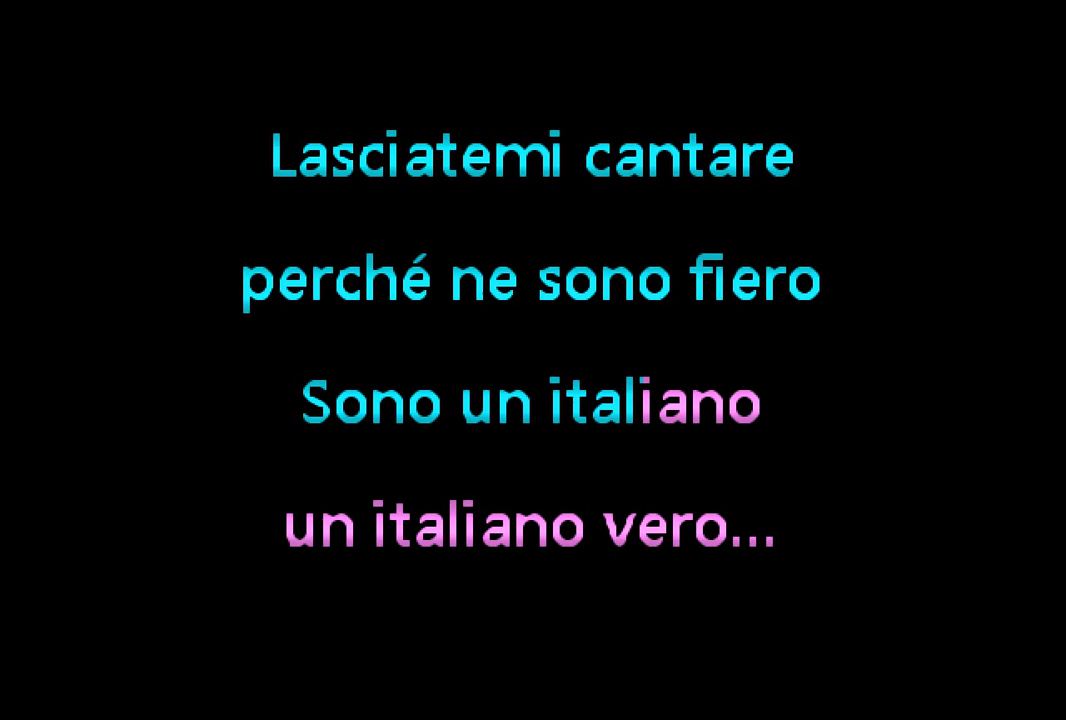 Lasciatemi cantare
perché ne sono fiero
Sono un italiano
un italiano vero...